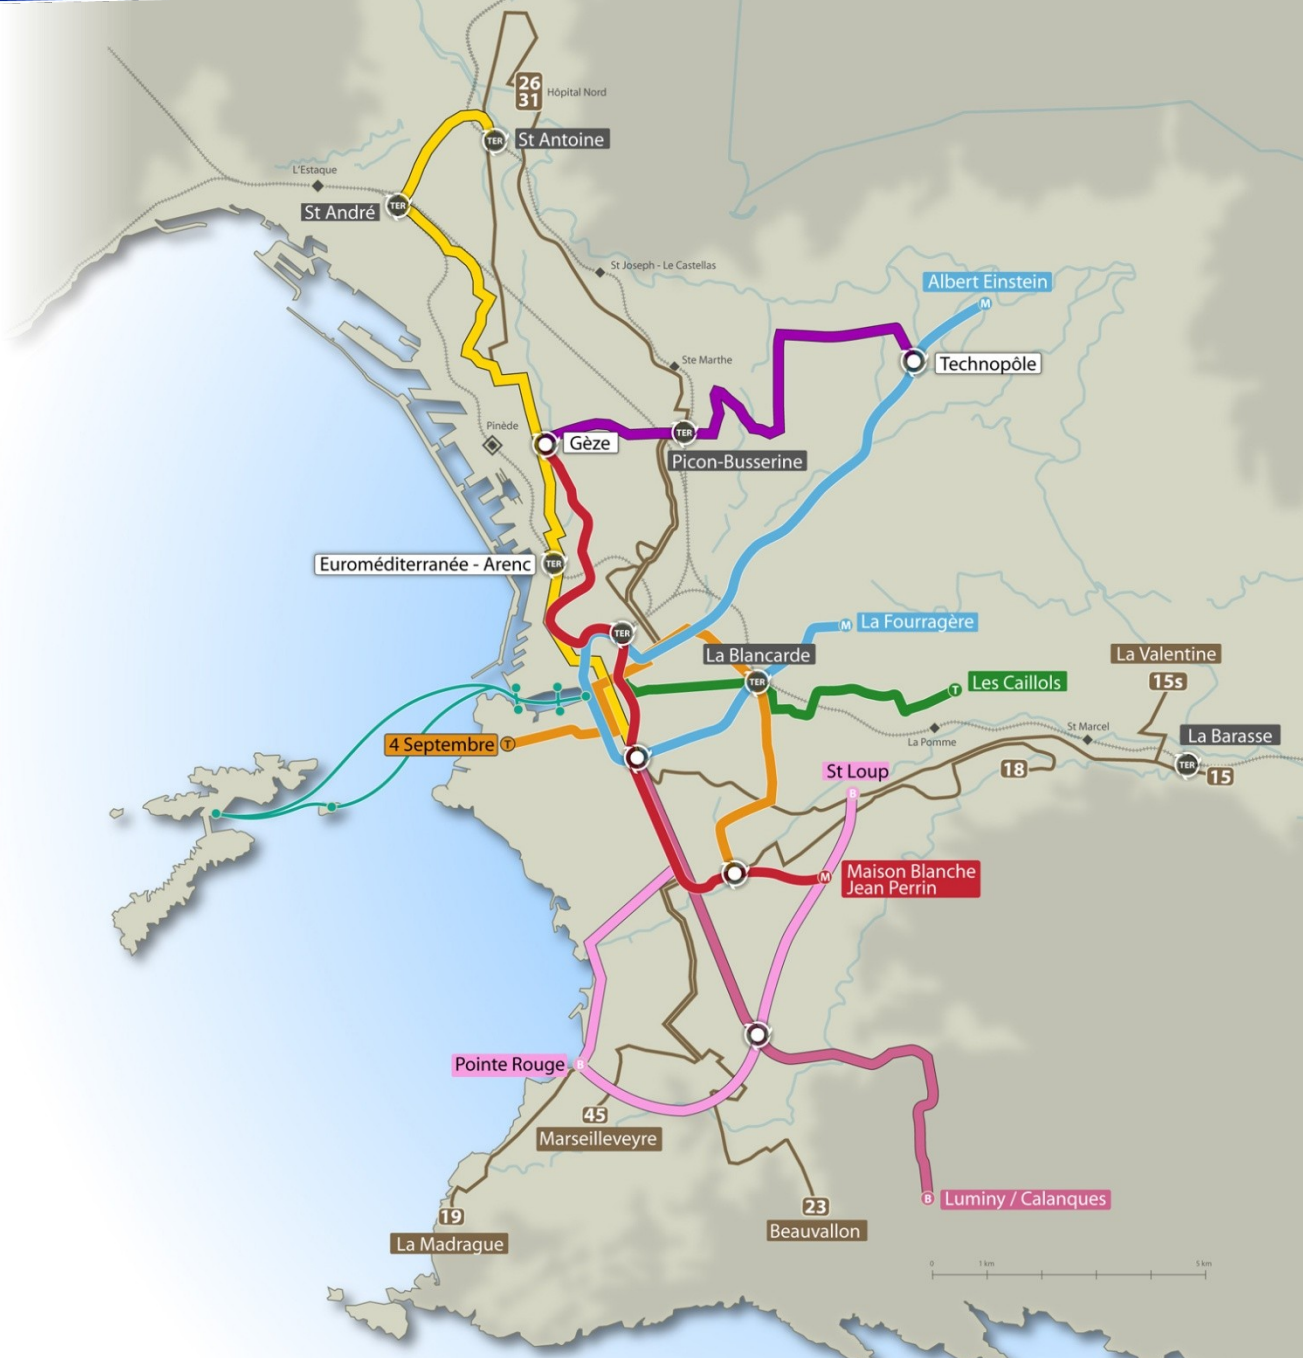 26
31
Hôpital Nord
TER
St Antoine
L'Estaque
TER
St André
St Joseph - Le Castellas
Albert Einstein
M
Ste Marthe
Technopôle
Pinède
Gèze
TER
Picon-Busserine
Euroméditerranée - Arenc
TER
TER
M
La Fourragère
La Blancarde
TER
La Valentine
15s
T
Les Caillols
4 Septembre
T
La Pomme
St Marcel
La Barasse
TER
15
18
St Loup
B
M
Maison Blanche
Jean Perrin
Pointe Rouge
B
45
Marseilleveyre
B
Luminy / Calanques
19
La Madrague
23
Beauvallon
0
1 km
5 km